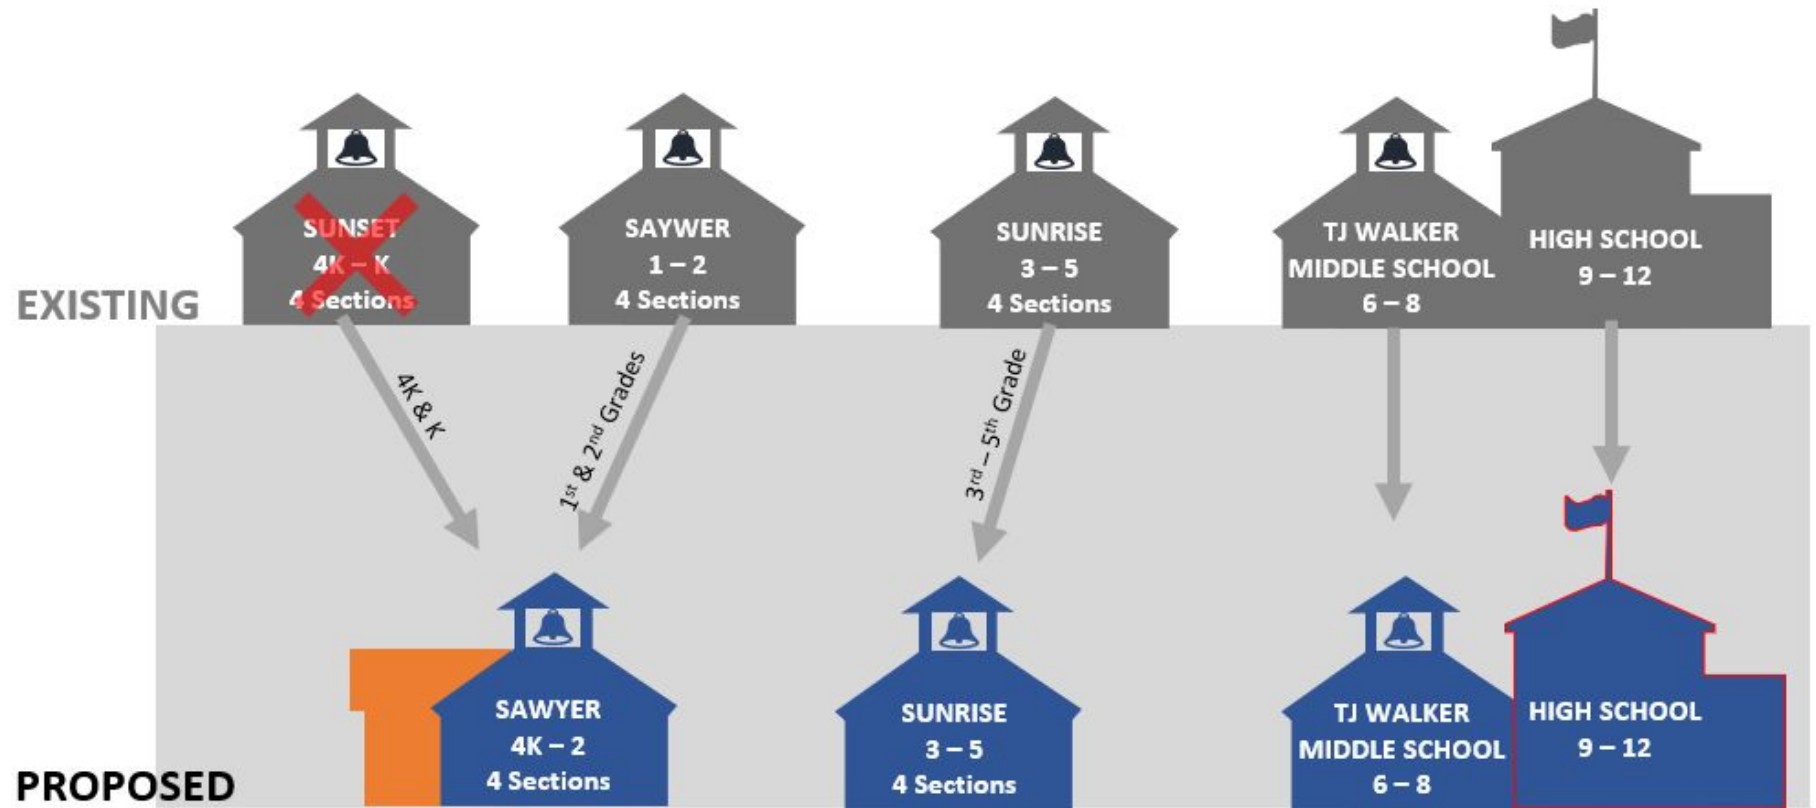 SUNSET
4K – K
4 Sections
SAYWER
1 – 2
4 Sections
SUNRISE
3 – 5
4 Sections
TJ WALKER
MIDDLE SCHOOL
6 – 8
HIGH SCHOOL
9 – 12
EXISTING
4K & K
1st & 2nd Grades
3rd – 5th Grade
SAWYER
4K – 2
4 Sections
SUNRISE
3 – 5
4 Sections
TJ WALKER
MIDDLE SCHOOL
6 – 8
HIGH SCHOOL
9 – 12
PROPOSED